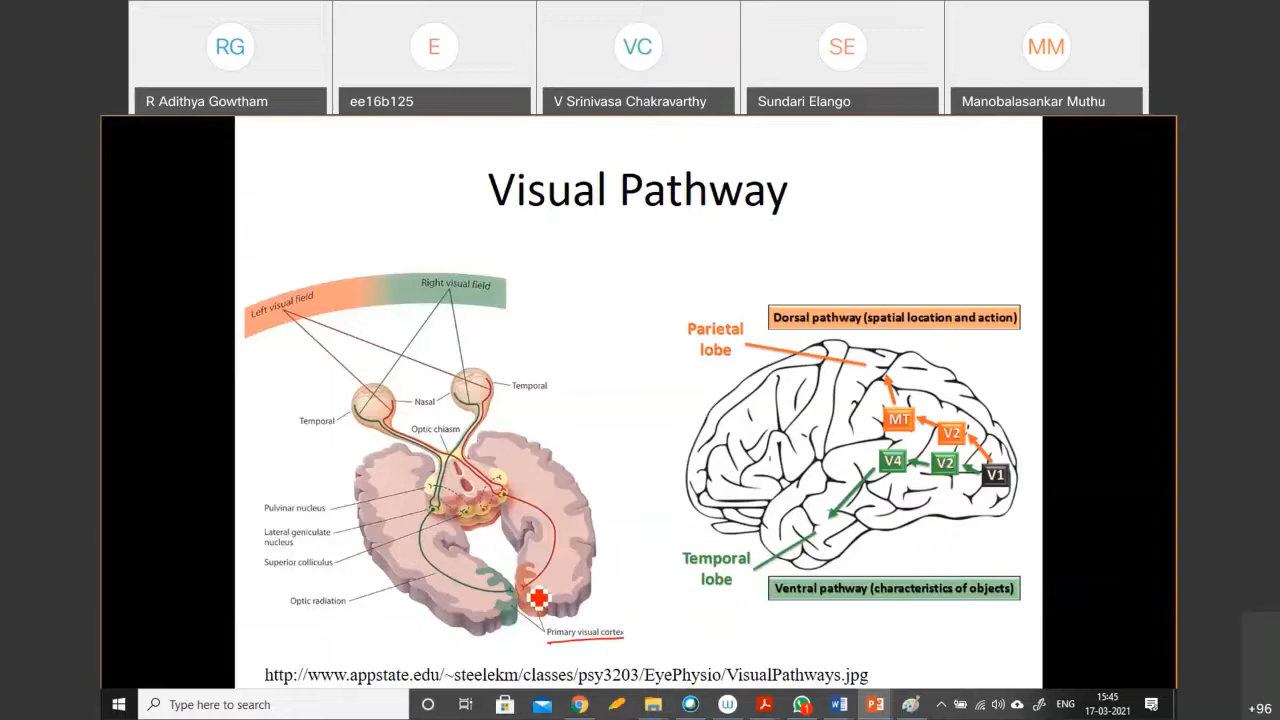 RG
E
VC
SE
MM
R Adithya Gowtham
ee16b125
V Srinivasa Chakravarthy
Sundari Elango
Manobalasankar Muthu
Visual Pathway
Left visual field
Right visual field
Temporal
Nasal
Temporal
Optic chiasm
Pulvinar nucleus
Lateral geniculate
nucleus
Superior colliculus
Optic radiation
Primary visual cortex
Dorsal pathway (spatial location and action)
Parietal
lobe
MT
V2
V4
V2
V1
Temporal
lobe
Ventral pathway (characteristics of objects)
http://www.appstate.edu/~steelekm/classes/psy3203/EyePhysio/VisualPathways.jpg
Type here to search
ENG
15:45
17-03-2021
+96